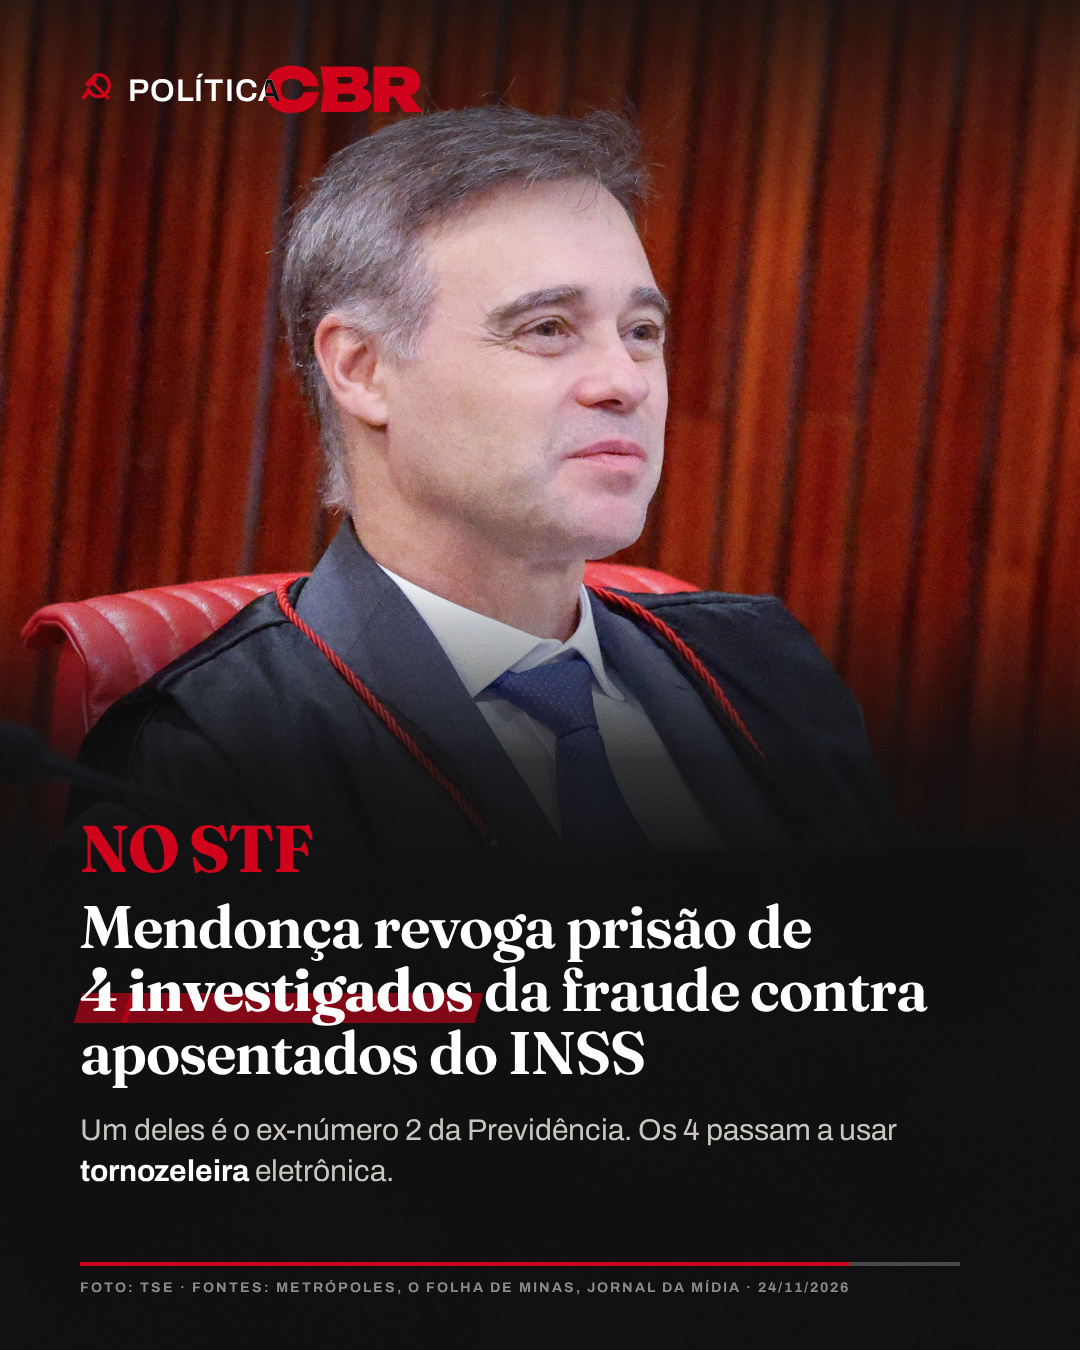 POLÍTICACBR
NO STF
Mendonça revoga prisão de
4 investigados da fraude contra
aposentados do INSS
Um deles é o ex-número 2 da Previdência. Os 4 passam a usar
tornozeleira eletrônica.
FOTO: TSE · FONTES: METRÓPOLES, O FOLHA DE MINAS, JORNAL DA MÍDIA · 24/11/2026